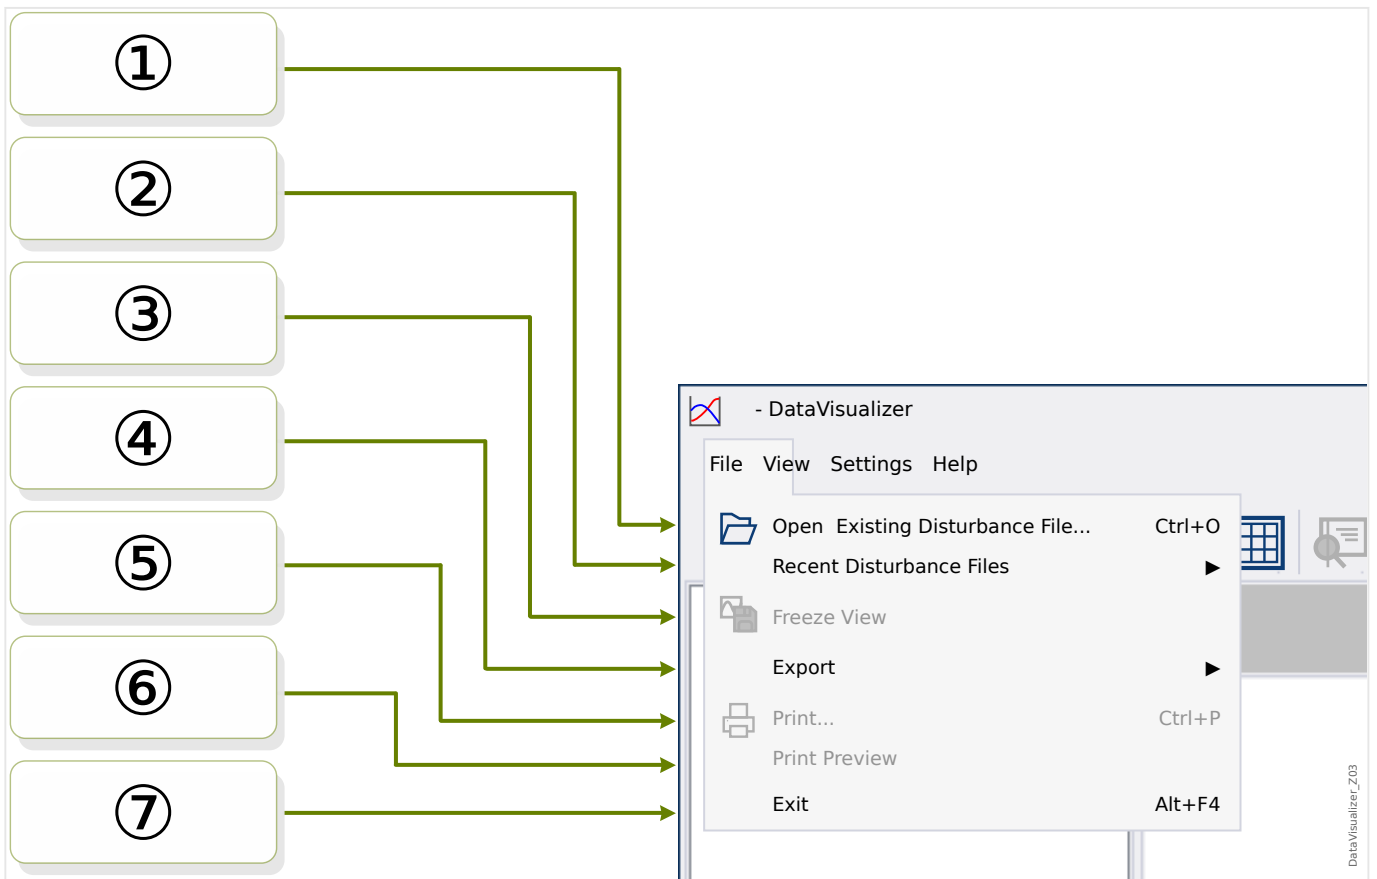 ①
②
③
④
⑤
⑥
⑦
- DataVisualizer
File View Settings Help
Open Existing Disturbance File... Ctrl+O
Recent Disturbance Files ▶
Freeze View
Export ▶
Print... Ctrl+P
Print Preview
Exit Alt+F4
DataVisualizer_Z03